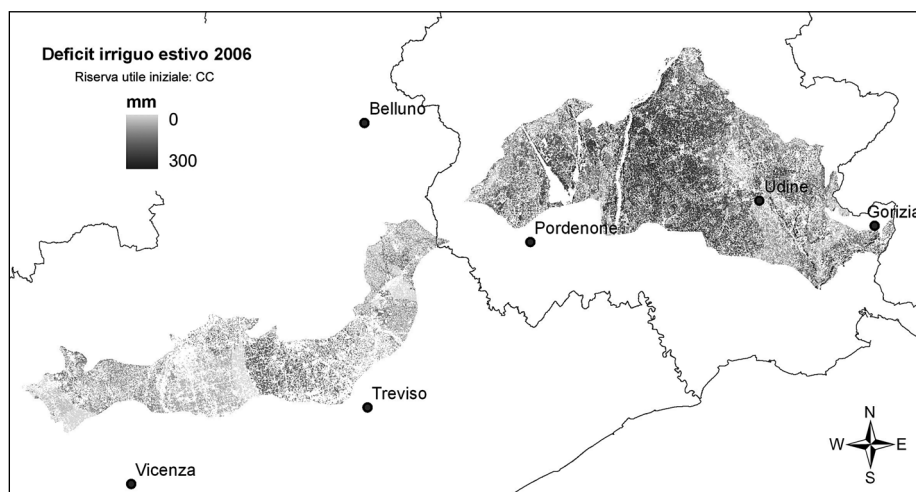 Deficit irriguo estivo 2006
Riserva utile iniziale: CC
mm
0
300
Belluno
Udine
Gorizia
Pordenone
Treviso
Vicenza
N
W E
S